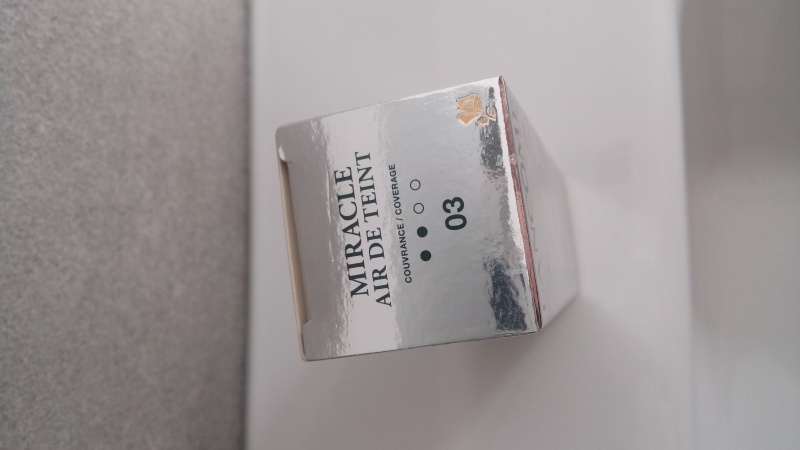 MIRACLE
AIR DE TEINT
COUVRANCE / COVERAGE
03